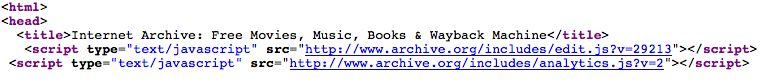 <html>
<head>
<title>Internet Archive: Free Movies, Music, Books & Wayback Machine</title>
<script type="text/javascript" src="http://www.archive.org/includes/edit.js?v=29213"></script>
<script type="text/javascript" src="http://www.archive.org/includes/analytics.js?v=2"></script>